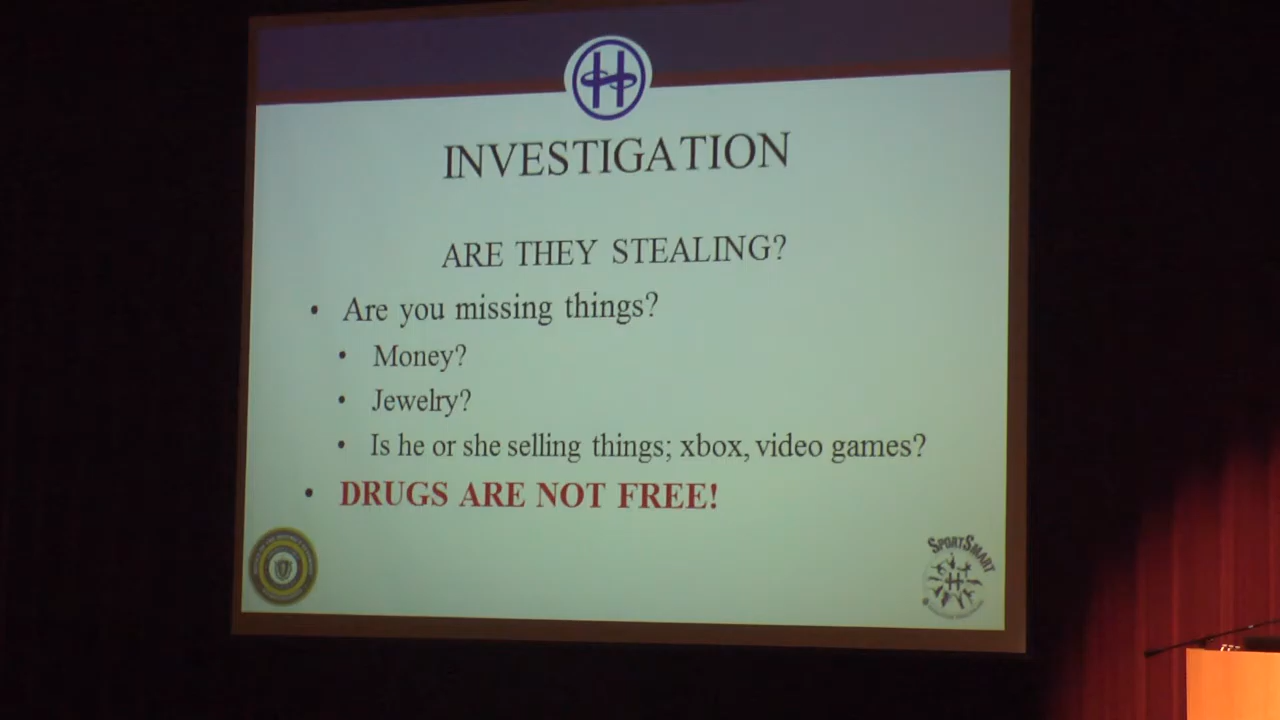 H
INVESTIGATION
ARE THEY STEALING?
• Are you missing things?
• Money?
• Jewelry?
• Is he or she selling things; xbox, video games?
• DRUGS ARE NOT FREE!
SPORTSMART
H